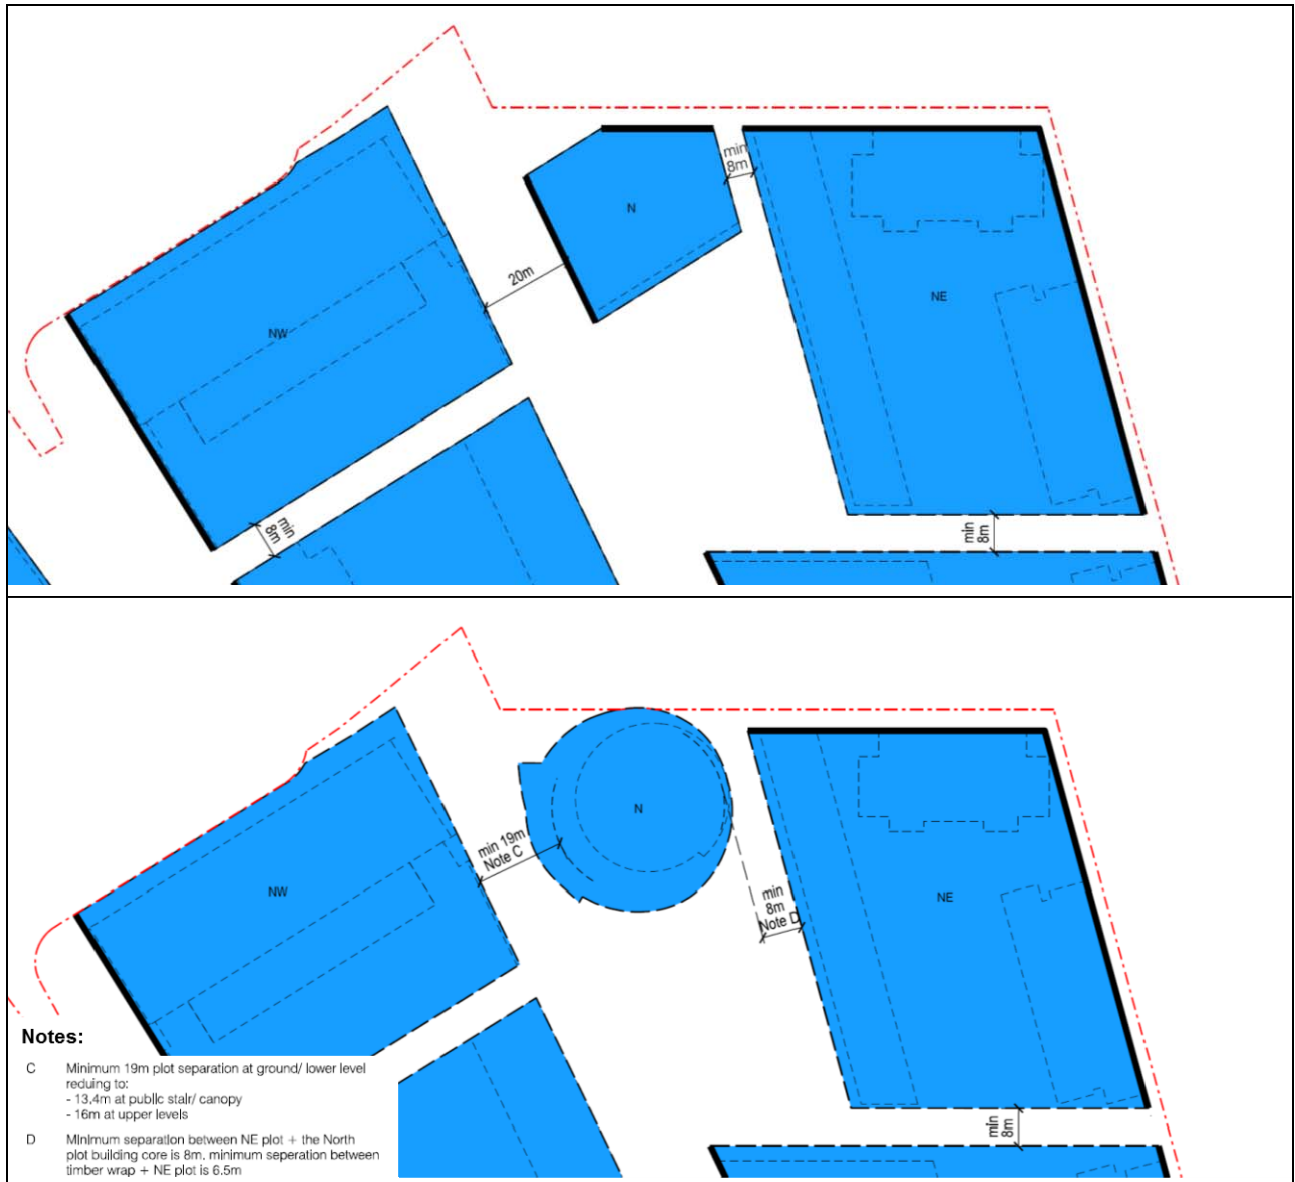 min
8m
N
20m
NE
NW
min
8m
min
8m
N
min 19m
Note C
NW
min
8m
Note D
NE
min
8m
Notes:
C Minimum 19m plot separation at ground/ lower level
reduing to:
- 13,4m at public stair/ canopy
- 16m at upper levels
D Minimum separation between NE plot + the North
plot building core is 8m. minimum seperation between
timber wrap + NE plot is 6.5m